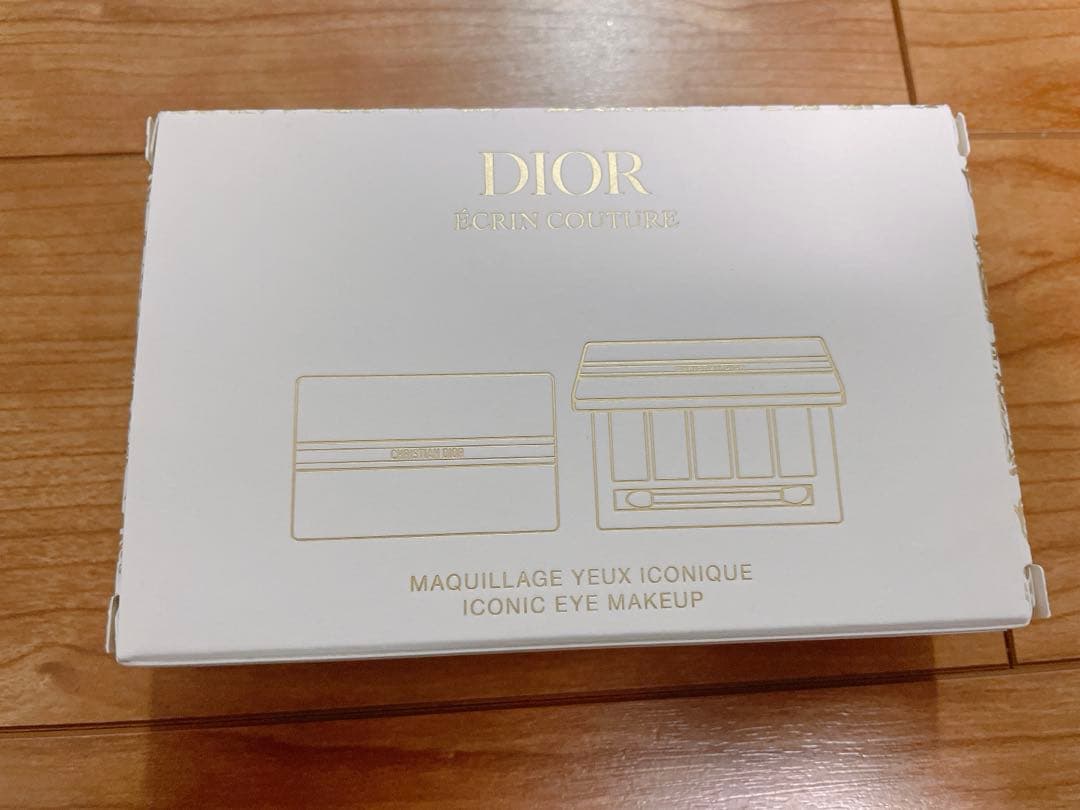 DIOR
ÉCRIN COUTURE
CHRISTIAN DIOR
MAQUILLAGE YEUX ICONIQUE
ICONIC EYE MAKEUP